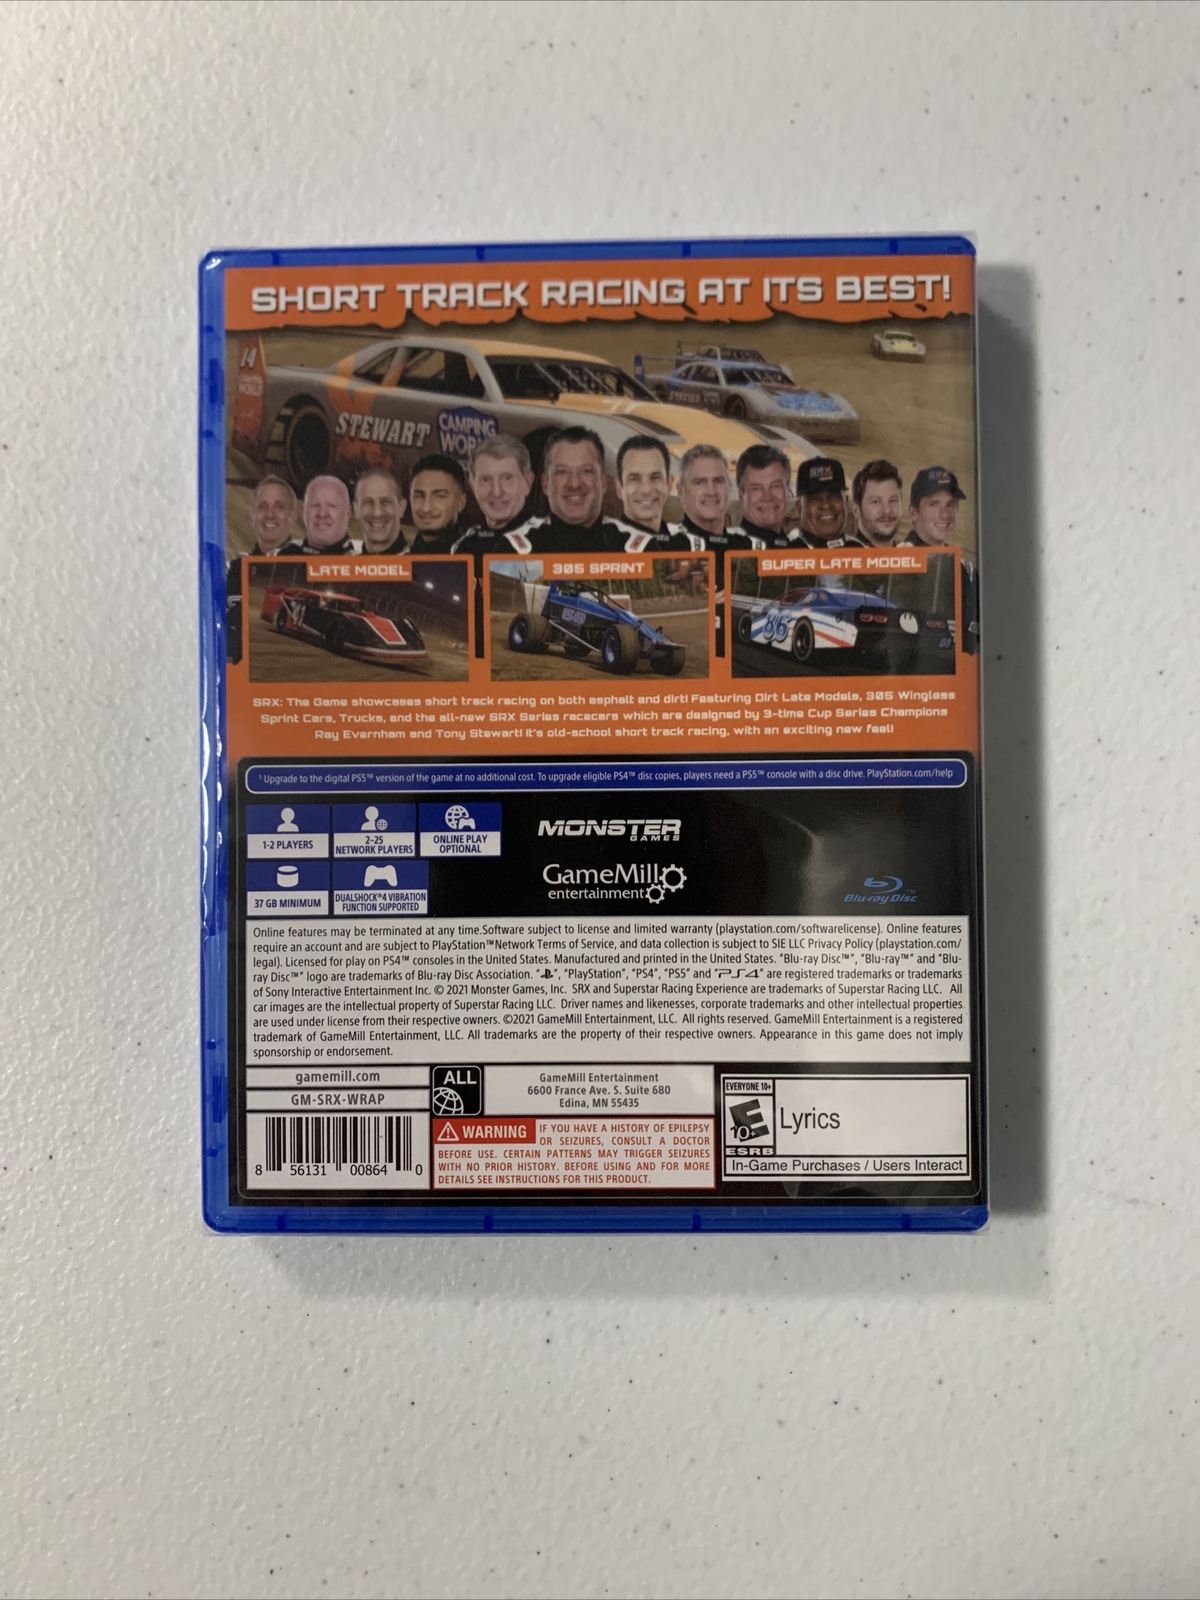 SHORT TRACK RACING AT ITS BEST!
14
STEWART
CAMPING
WORLD
LATE MODEL
305 SPRINT
SUPER LATE MODEL
59
86
SRX: The Game showcases short track racing on both asphalt and dirt! Featuring Dirt Late Models, 305 Wingless
Sprint Cars, Trucks, and the all-new SRX Series racecars which are designed by 3-time Cup Series Champions
Ray Evernham and Tony Stewart! It's old-school short track racing, with an exciting new feel!
¹ Upgrade to the digital PS5™ version of the game at no additional cost. To upgrade eligible PS4™ disc copies, players need a PS5™ console with a disc drive. PlayStation.com/help
1-2 PLAYERS
2-25
NETWORK PLAYERS
ONLINE PLAY
OPTIONAL
37 GB MINIMUM
DUALSHOCK®4 VIBRATION
FUNCTION SUPPORTED
MONSTER
GAMES
GameMill
entertainment
Blu-ray Disc™
Online features may be terminated at any time.Software subject to license and limited warranty (playstation.com/softwarelicense). Online features
require an account and are subject to PlayStation™Network Terms of Service, and data collection is subject to SIE LLC Privacy Policy (playstation.com/
legal). Licensed for play on PS4™ consoles in the United States. Manufactured and printed in the United States. "Blu-ray Disc™", "Blu-ray™" and "Blu-
ray Disc™" logo are trademarks of Blu-ray Disc Association. "PS", "PlayStation", "PS4", "PS5" and "PS4" are registered trademarks or trademarks
of Sony Interactive Entertainment Inc. © 2021 Monster Games, Inc. SRX and Superstar Racing Experience are trademarks of Superstar Racing LLC. All
car images are the intellectual property of Superstar Racing LLC. Driver names and likenesses, corporate trademarks and other intellectual properties
are used under license from their respective owners. ©2021 GameMill Entertainment, LLC. All rights reserved. GameMill Entertainment is a registered
trademark of GameMill Entertainment, LLC. All trademarks are the property of their respective owners. Appearance in this game does not imply
sponsorship or endorsement.
gamemill.com
GM-SRX-WRAP
8 56131 00864 0
ALL
GameMill Entertainment
6600 France Ave. S. Suite 680
Edina, MN 55435
WARNING IF YOU HAVE A HISTORY OF EPILEPSY
OR SEIZURES, CONSULT A DOCTOR
BEFORE USE. CERTAIN PATTERNS MAY TRIGGER SEIZURES
WITH NO PRIOR HISTORY. BEFORE USING AND FOR MORE
DETAILS SEE INSTRUCTIONS FOR THIS PRODUCT.
EVERYONE 10+
E
10+
ESRB
Lyrics
In-Game Purchases / Users Interact